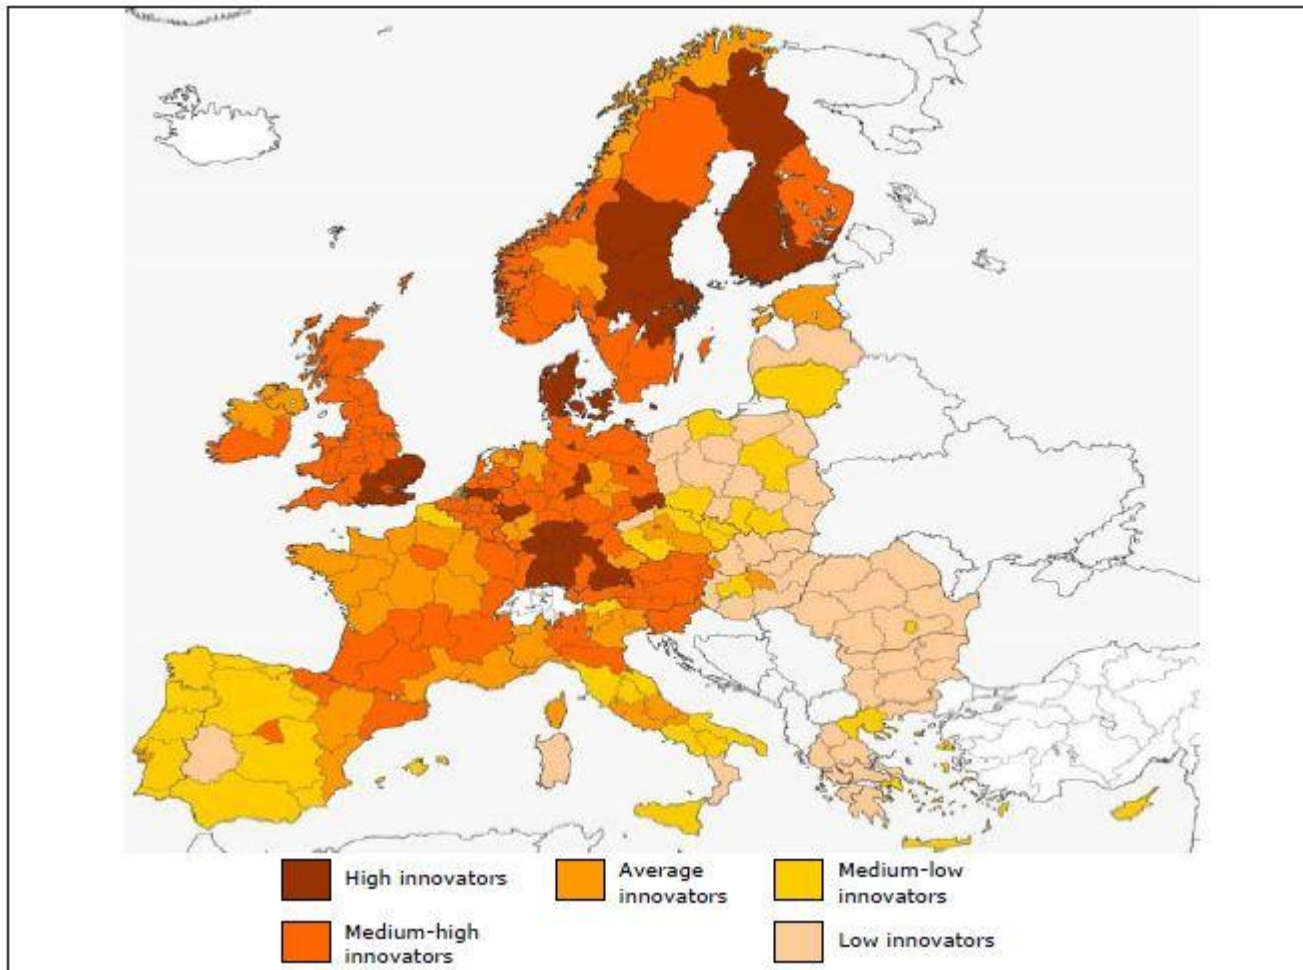 High innovators
Average
innovators
Medium-low
innovators
Medium-high
innovators
Low innovators